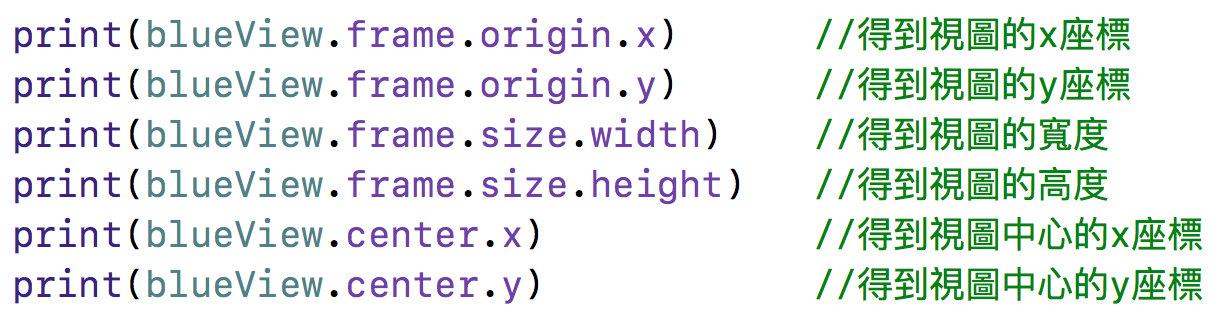 print(blueView.frame.origin.x) //得到視圖的x座標
print(blueView.frame.origin.y) //得到視圖的y座標
print(blueView.frame.size.width) //得到視圖的寬度
print(blueView.frame.size.height) //得到視圖的高度
print(blueView.center.x) //得到視圖中心的x座標
print(blueView.center.y) //得到視圖中心的y座標